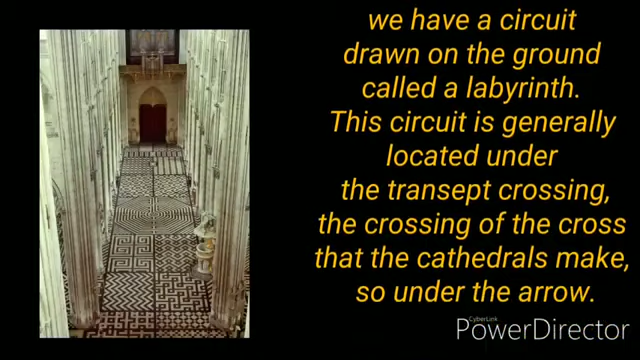 we have a circuit
drawn on the ground
called a labyrinth.
This circuit is generally
located under
the transept crossing,
the crossing of the cross
that the cathedrals make,
so under the arrow.
CyberLink
PowerDirector